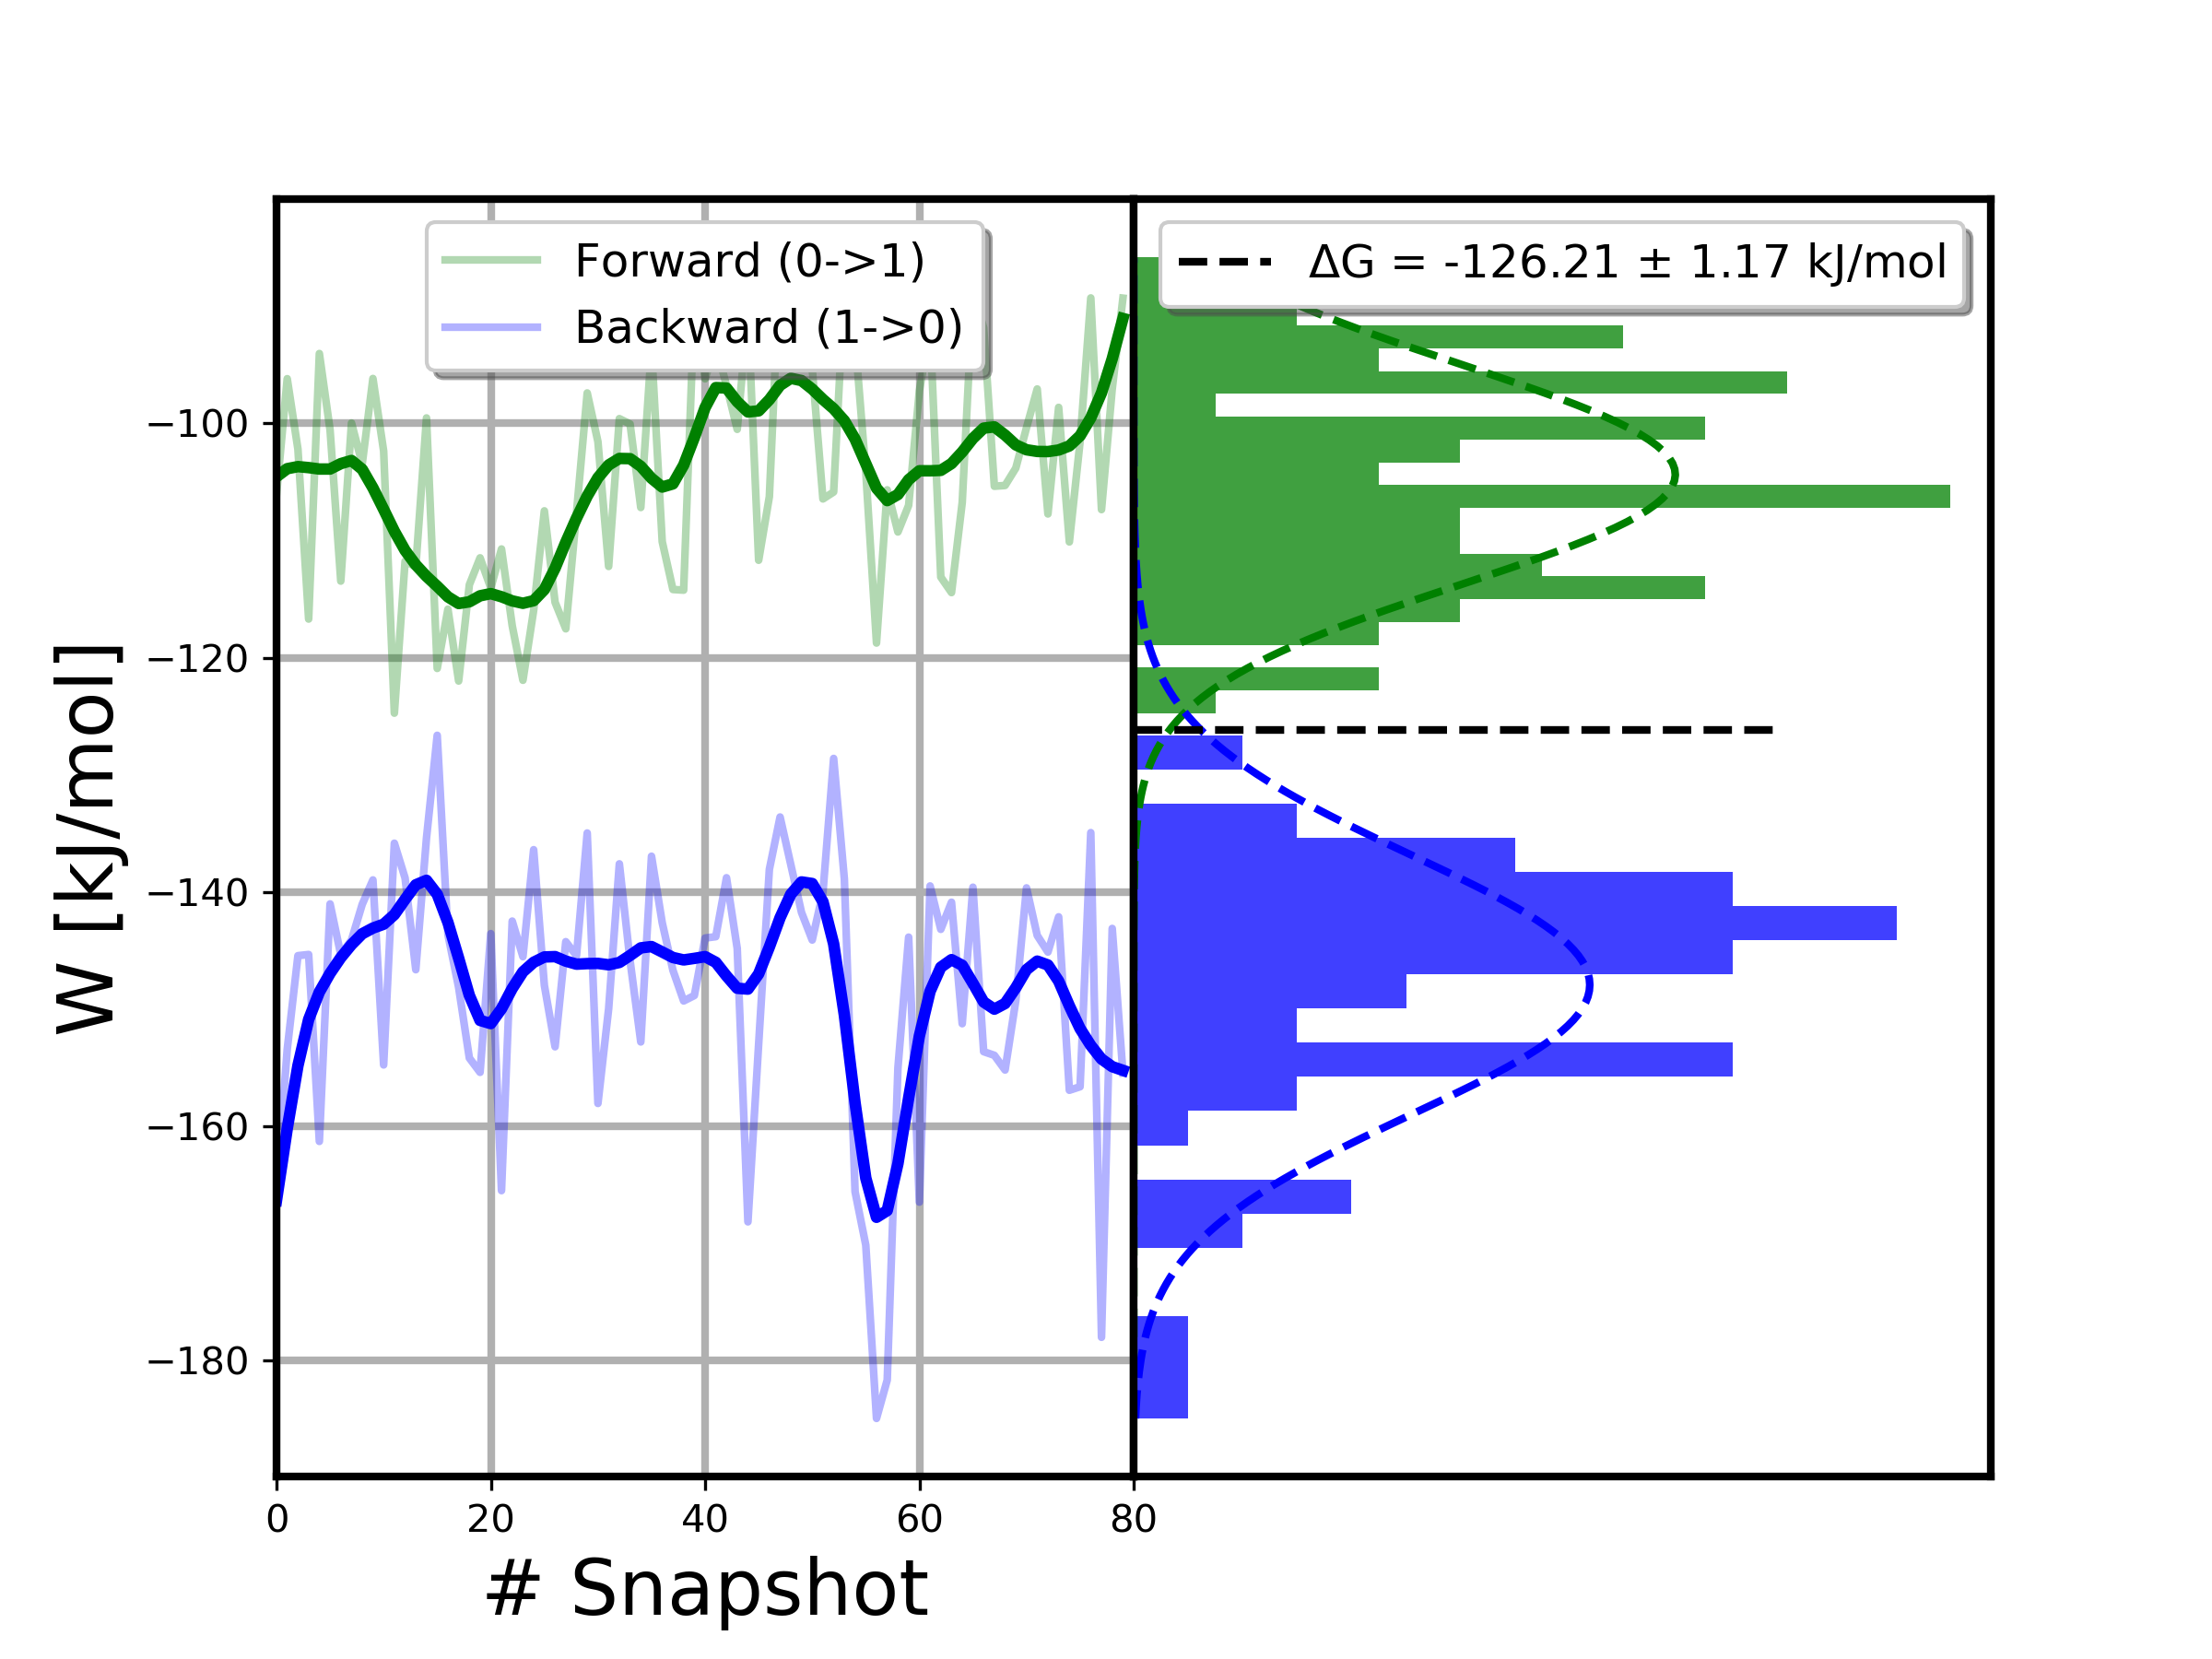 Forward (0->1)
Backward (1->0)
ΔG = -126.21 ± 1.17 kJ/mol
W [kJ/mol]
−100
−120
−140
−160
−180
0 20 40 60 80
# Snapshot